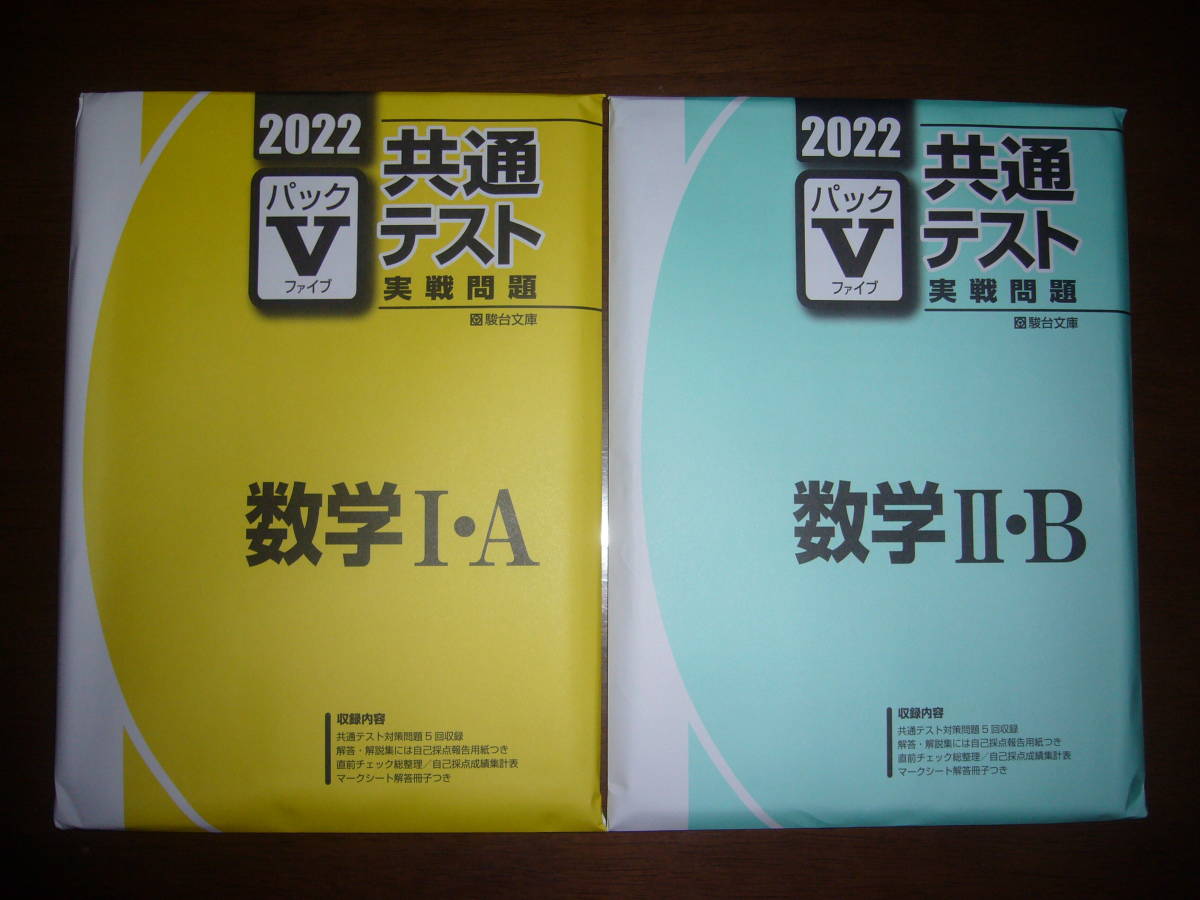 2022
パック
V
ファイブ
共通
テスト
実戦問題
駿台文庫
数学I・A
収録内容
共通テスト対策問題5回収録
解答・解説集には自己採点報告用紙つき
直前チェック総整理/自己採点成績集計表
マークシート解答冊子つき
2022
パック
V
ファイブ
共通
テスト
実戦問題
駿台文庫
数学II・B
収録内容
共通テスト対策問題5回収録
解答・解説集には自己採点報告用紙つき
直前チェック総整理/自己採点成績集計表
マークシート解答冊子つき